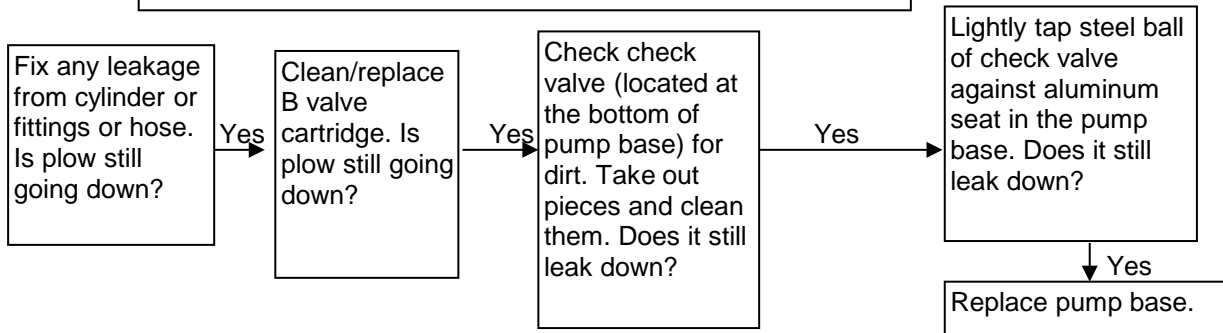 Fix any leakage
from cylinder or
fittings or hose.
Is plow still
going down?
Yes
Clean/replace
B valve
cartridge. Is
plow still going
down?
Yes
Check check
valve (located at
the bottom of
pump base) for
dirt. Take out
pieces and clean
them. Does it still
leak down?
Yes
Lightly tap steel ball
of check valve
against aluminum
seat in the pump
base. Does it still
leak down?
Yes
Replace pump base.